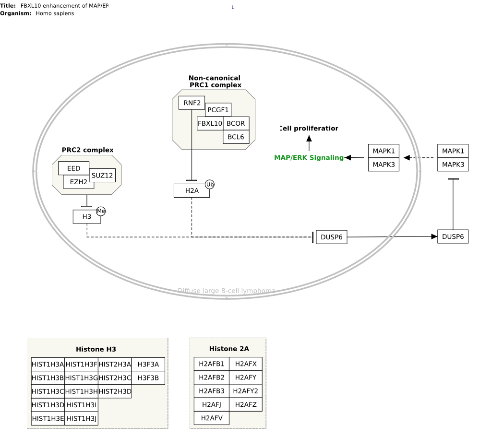 Title: FBXL10 enhancement of MAP/EF
Organism: Homo sapiens
Non-canonical
PRC1 complex
RNF2
PCGF1
FBXL10 BCOR
BCL6
PRC2 complex
EED
SUZ12
EZH2
H3
Me
H2A
Ub
Cell proliferation
MAP/ERK Signaling
MAPK1
MAPK3
MAPK1
MAPK3
DUSP6
DUSP6
Diffuse large B-cell lymphoma
Histone H3
HIST1H3A HIST1H3F HIST2H3A H3F3A
HIST1H3B HIST1H3G HIST2H3C H3F3B
HIST1H3C HIST1H3H HIST2H3D
HIST1H3D HIST1H3I
HIST1H3E HIST1H3J
Histone 2A
H2AFB1 H2AFX
H2AFB2 H2AFY
H2AFB3 H2AFY2
H2AFJ H2AFZ
H2AFV